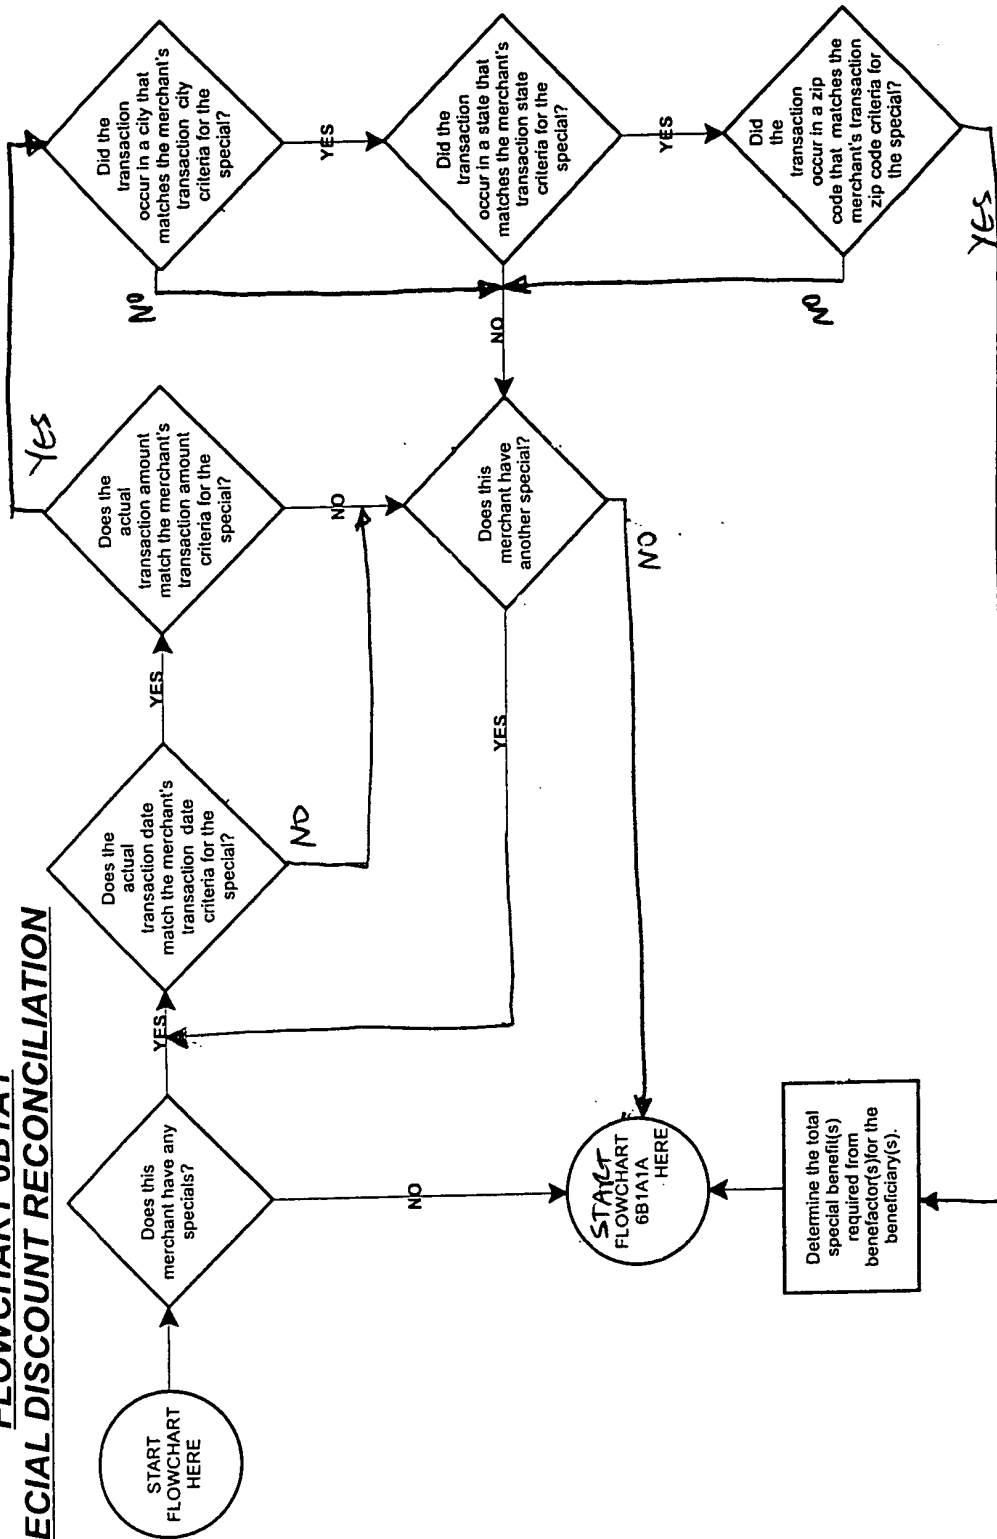 FLOWCHART 6B1A1
ECIAL DISCOUNT RECONCILIATION
START
FLOWCHART
HERE
Does this
merchant have any
specials?
YES
NO
Does the
actual
transaction date
match the merchant's
transaction date
criteria for the
special?
YES
NO
Does the
actual
transaction amount
match the merchant's
transaction amount
criteria for the
special?
YES
NO
Did the
transaction
occur in a city that
matches the merchant's
transaction city
criteria for the
special?
NO
YES
Did the
transaction
occur in a state that
matches the merchant's
transaction state
criteria for the
special?
NO
YES
Did
the
transaction
occur in a zip
code that matches the
merchant's transaction
zip code criteria for
the special?
NO
YES
Does this
merchant have
another special?
YES
NO
START
FLOWCHART
6B1A1A
HERE
Determine the total
special benefit(s)
required from
benefactor(s)for the
beneficiary(s).